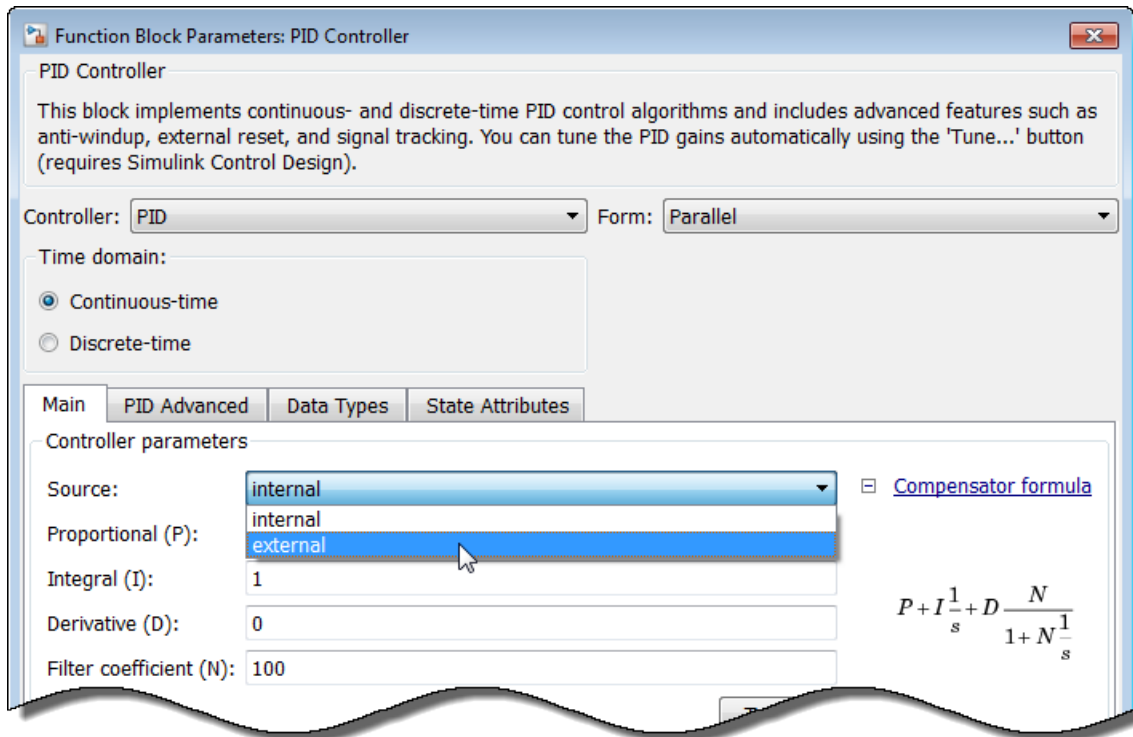 Function Block Parameters: PID Controller
PID Controller
This block implements continuous- and discrete-time PID control algorithms and includes advanced features such as
anti-windup, external reset, and signal tracking. You can tune the PID gains automatically using the 'Tune...' button
(requires Simulink Control Design).
Controller: PID Form: Parallel
Time domain:
Continuous-time
Discrete-time
Main PID Advanced Data Types State Attributes
Controller parameters
Source: internal Compensator formula
internal
Proportional (P):
external
Integral (I): 1
Derivative (D): 0
P + I 1/s + D N/(1 + N 1/s)
Filter coefficient (N): 100